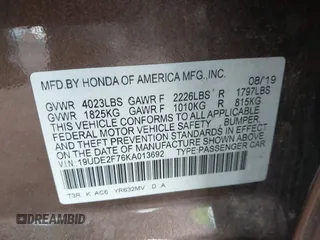 MFD.BY HONDA OF AMERICA MFG.,INC. 08/19
GVWR 4023LBS GAWR F 2226LBS R 1797LBS
GVWR 1825KG GAWR F 1010KG R 815KG
THIS VEHICLE CONFORMS TO ALL APPLICABLE
FEDERAL MOTOR VEHICLE SAFETY, BUMPER, AND
THEFT PREVENTION STANDARDS IN EFFECT ON
THE DATE OF MANUFACTURE SHOWN ABOVE.
V.I.N: 19UDE2F76KA013692
TYPE: PASSENGER CAR
T3R K AC6 YR632MV D A
DREAMBID